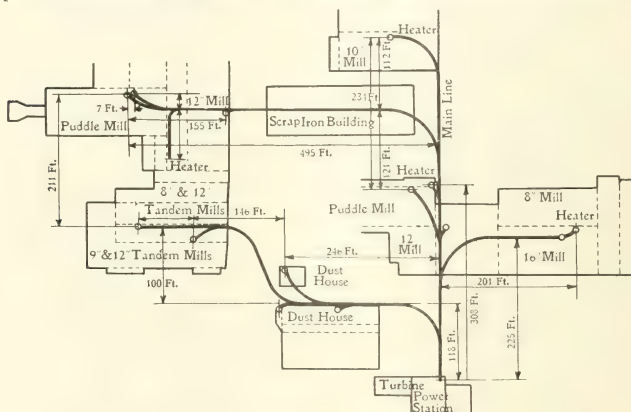 Heater
10"
Mill
112 Ft.
231 Ft.
Main Line
12" Mill
7 Ft.
155 Ft.
Puddle Mill
Scrap Iron Building
495 Ft.
121 Ft.
211 Ft.
Heater
Heater
8" & 12"
Tandem Mills
146 Ft.
8" Mill
Puddle Mill
Heater
12"
Mill
16" Mill
9" & 12" Tandem Mills
246 Ft.
Dust
House
201 Ft.
100 Ft.
308 Ft.
Dust House
118 Ft.
225 Ft.
Turbine
Power
Station